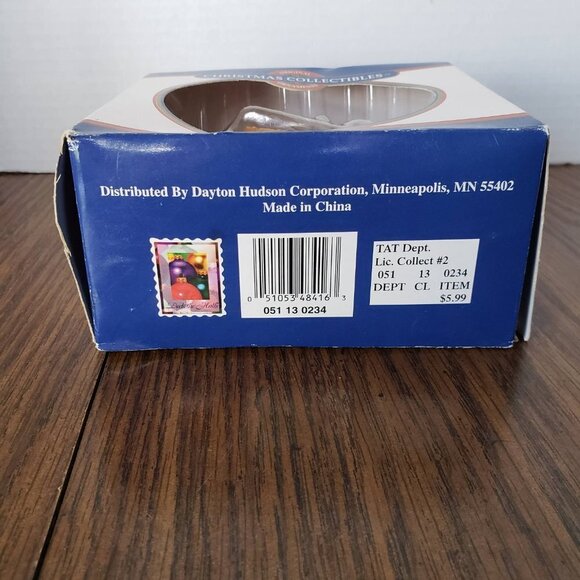 CHRISTMAS COLLECTIBLES
Distributed By Dayton Hudson Corporation, Minneapolis, MN 55402
Made in China
0 51053 48416 3
051 13 0234
TAT Dept.
Lic. Collect #2
051 13 0234
DEPT CL ITEM
$5.99